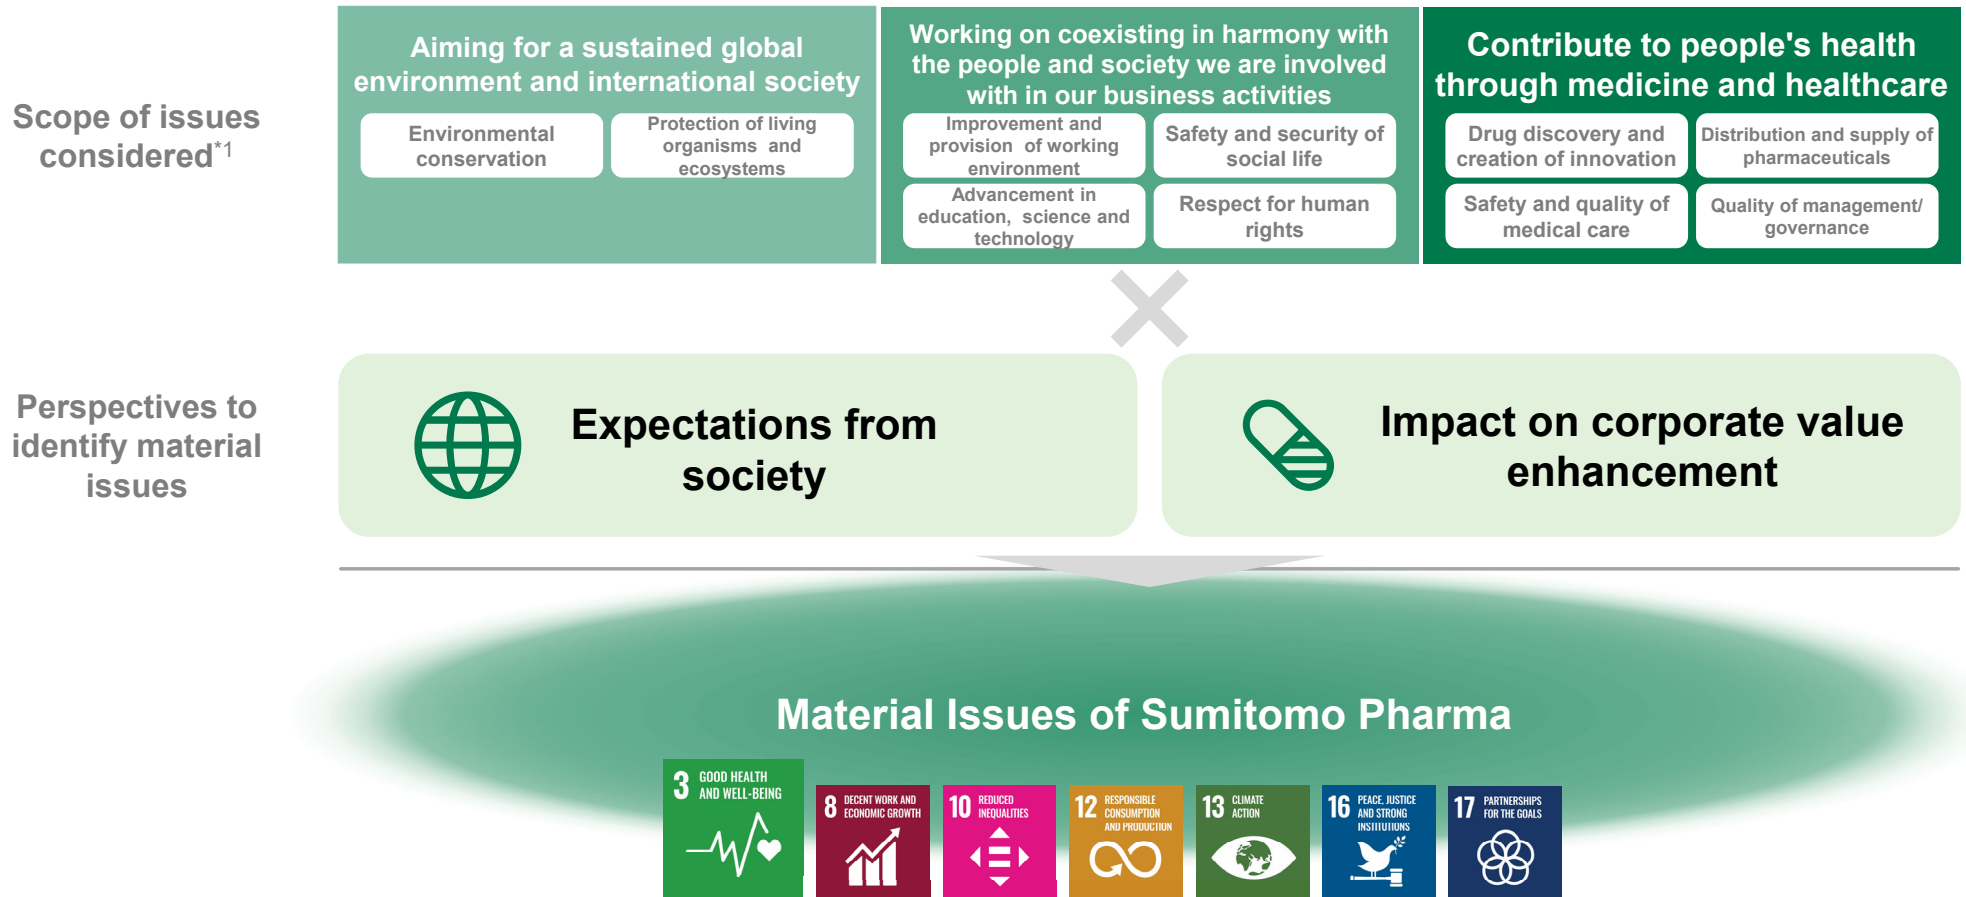 Scope of issues
considered*1
Aiming for a sustained global
environment and international society
Environmental
conservation
Protection of living
organisms and
ecosystems
Working on coexisting in harmony with
the people and society we are involved
with in our business activities
Improvement and
provision of working
environment
Safety and security of
social life
Advancement in
education, science and
technology
Respect for human
rights
Contribute to people's health
through medicine and healthcare
Drug discovery and
creation of innovation
Distribution and supply of
pharmaceuticals
Safety and quality of
medical care
Quality of management/
governance
Perspectives to
identify material
issues
Expectations from
society
Impact on corporate value
enhancement
Material Issues of Sumitomo Pharma
3 GOOD HEALTH
AND WELL-BEING
8 DECENT WORK AND
ECONOMIC GROWTH
10 REDUCED
INEQUALITIES
12 RESPONSIBLE
CONSUMPTION
AND PRODUCTION
13 CLIMATE
ACTION
16 PEACE, JUSTICE
AND STRONG
INSTITUTIONS
17 PARTNERSHIPS
FOR THE GOALS